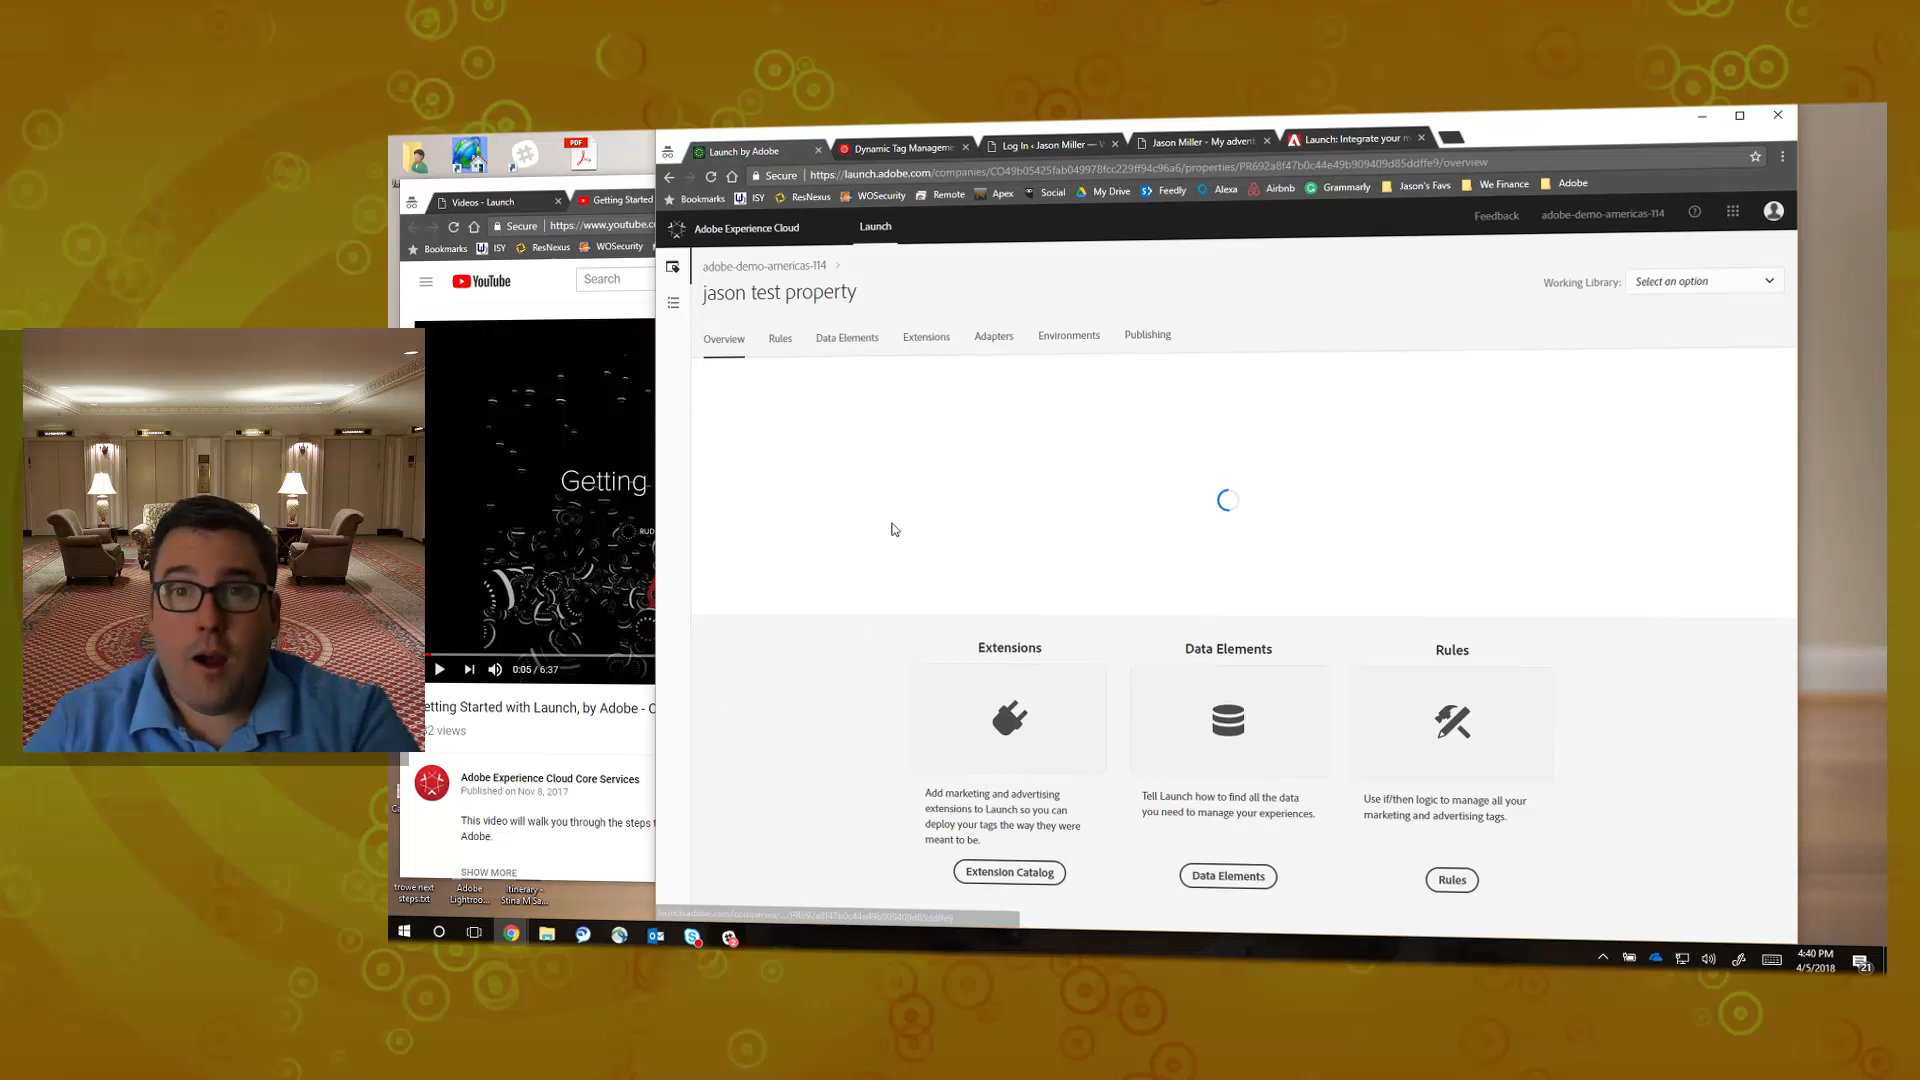 PDF
Videos - Launch
Getting Started
Secure
https://www.youtube.c
Bookmarks
ISY
ResNexus
WOSecurity
YouTube
Search
Getting
RUD
0:05 / 6:37
etting Started with Launch, by Adobe - C
32 views
Adobe Experience Cloud Core Services
Published on Nov 8, 2017
This video will walk you through the steps t
Adobe.
SHOW MORE
trowe next
steps.txt
Adobe
Lightroo...
Itinerary -
Stina M Sa...
Launch by Adobe
Dynamic Tag Manageme
Log In ‹ Jason Miller —
Jason Miller - My advent
Launch: Integrate your m
Secure
https://launch.adobe.com/companies/CO49b05425fab049978fcc229ff94c96a6/properties/PR692a8f47b0c44e49b909409d85ddffe9/overview
Bookmarks
ISY
ResNexus
WOSecurity
Remote
Apex
Social
My Drive
Feedly
Alexa
Airbnb
Grammarly
Jason's Favs
We Finance
Adobe
Adobe Experience Cloud
Launch
Feedback
adobe-demo-americas-114
adobe-demo-americas-114
jason test property
Working Library:
Select an option
Overview
Rules
Data Elements
Extensions
Adapters
Environments
Publishing
Extensions
Add marketing and advertising
extensions to Launch so you can
deploy your tags the way they were
meant to be.
Extension Catalog
Data Elements
Tell Launch how to find all the data
you need to manage your experiences.
Data Elements
Rules
Use if/then logic to manage all your
marketing and advertising tags.
Rules
launch.adobe.com/companies/.../PR692a8f47b0c44e49b909409d85ddffe9
4:40 PM
4/5/2018
21